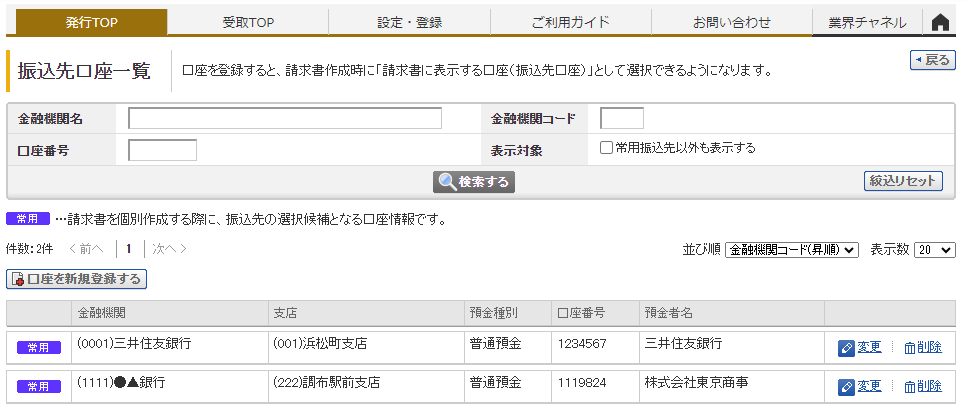 発行TOP 受取TOP 設定・登録 ご利用ガイド お問い合わせ 業界チャネル
振込先口座一覧 口座を登録すると、請求書作成時に「請求書に表示する口座(振込先口座)」として選択できるようになります。 戻る
金融機関名 金融機関コード
口座番号 表示対象 常用振込先以外も表示する
検索する 絞込リセット
常用 …請求書を個別作成する際に、振込先の選択候補となる口座情報です。
件数:2件 <前へ 1 次へ> 並び順 金融機関コード(昇順) 表示数 20
口座を新規登録する
金融機関 支店 預金種別 口座番号 預金者名
常用 (0001)三井住友銀行 (001)浜松町支店 普通預金 1234567 三井住友銀行 変更 削除
常用 (1111)●▲銀行 (222)調布駅前支店 普通預金 1119824 株式会社東京商事 変更 削除